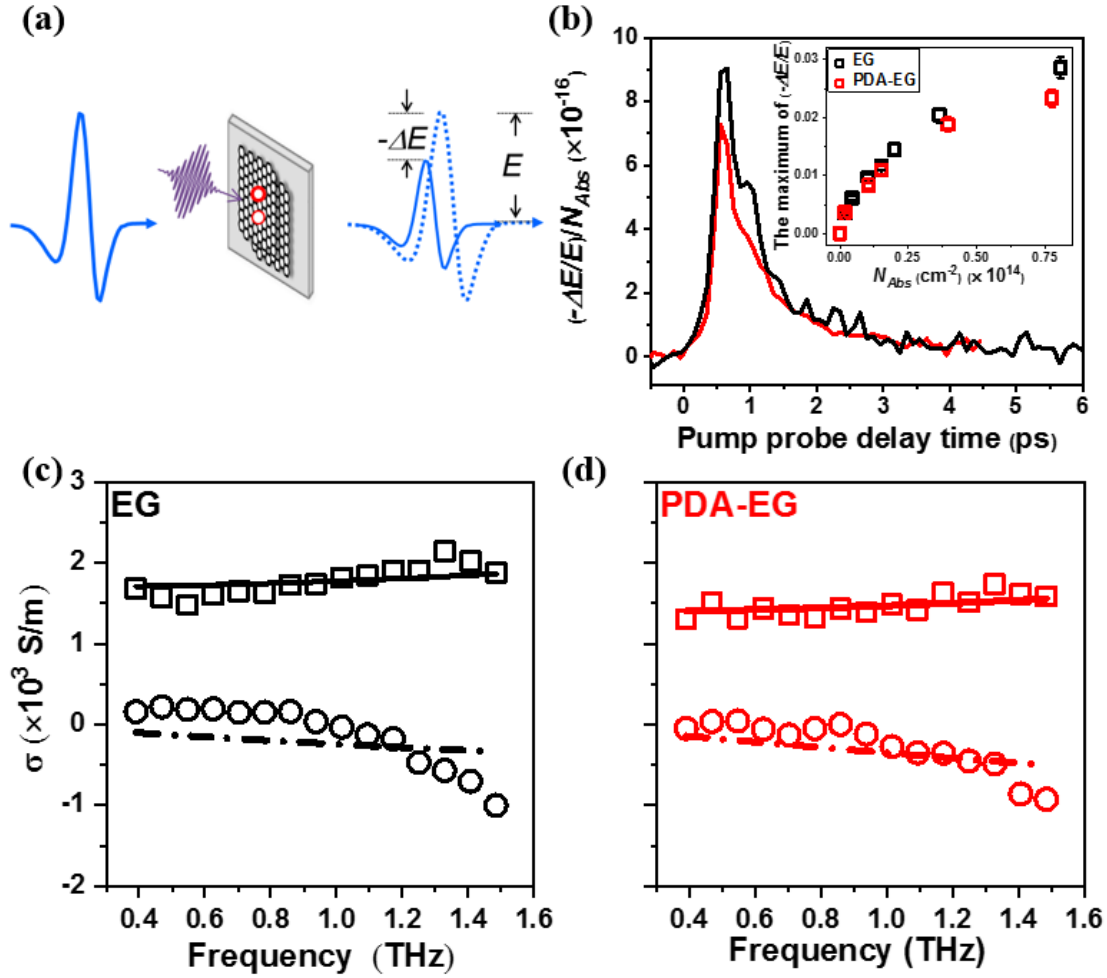 (a)
-ΔE
E
(b)
(-ΔE/E)/N_Abs (×10^-16)
10
8
6
4
2
0
0 1 2 3 4 5 6
Pump probe delay time (ps)
EG
PDA-EG
The maximum of (-ΔE/E)
0.03
0.02
0.01
0.00
0.00 0.25 0.50 0.75
N_Abs (cm^-2) (×10^14)
(c)
EG
σ (×10^3 S/m)
3
2
1
0
-1
-2
0.4 0.6 0.8 1.0 1.2 1.4 1.6
Frequency (THz)
(d)
PDA-EG
0.4 0.6 0.8 1.0 1.2 1.4 1.6
Frequency (THz)